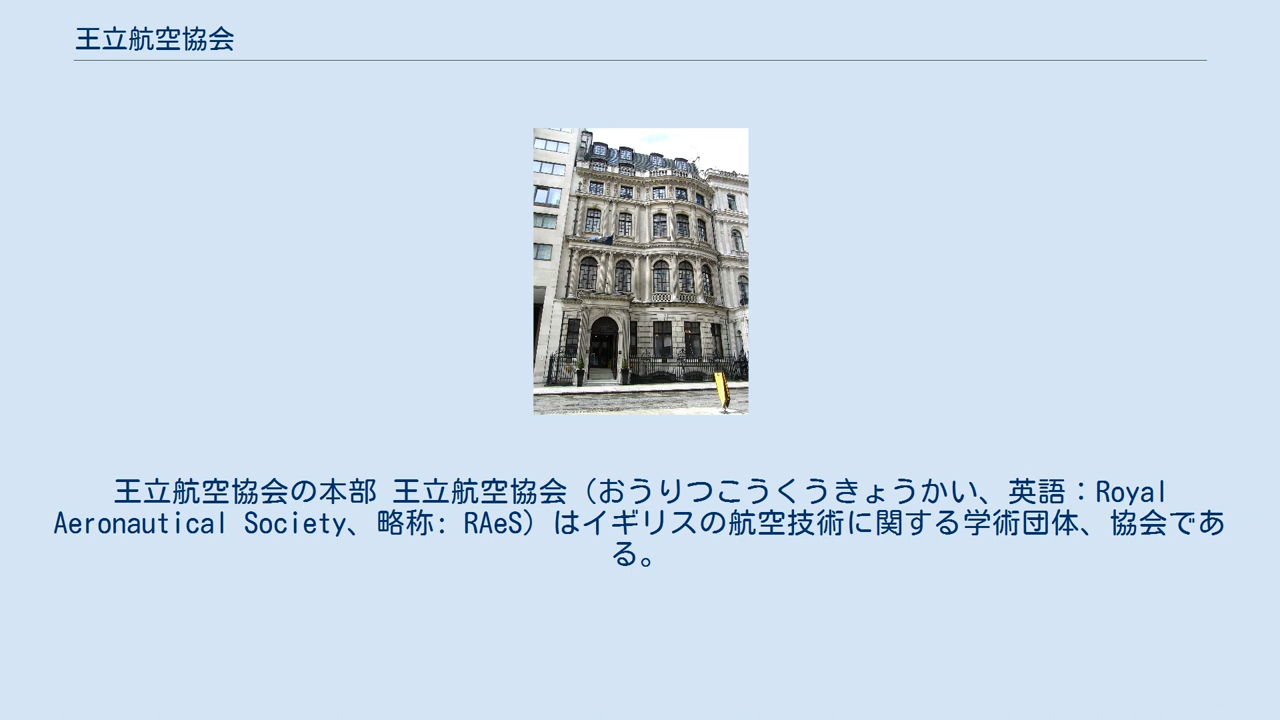 王立航空協会
王立航空協会の本部 王立航空協会（おうりつこうくうきょうかい、英語：Royal
Aeronautical Society、略称: RAeS）はイギリスの航空技術に関する学術団体、協会であ
る。